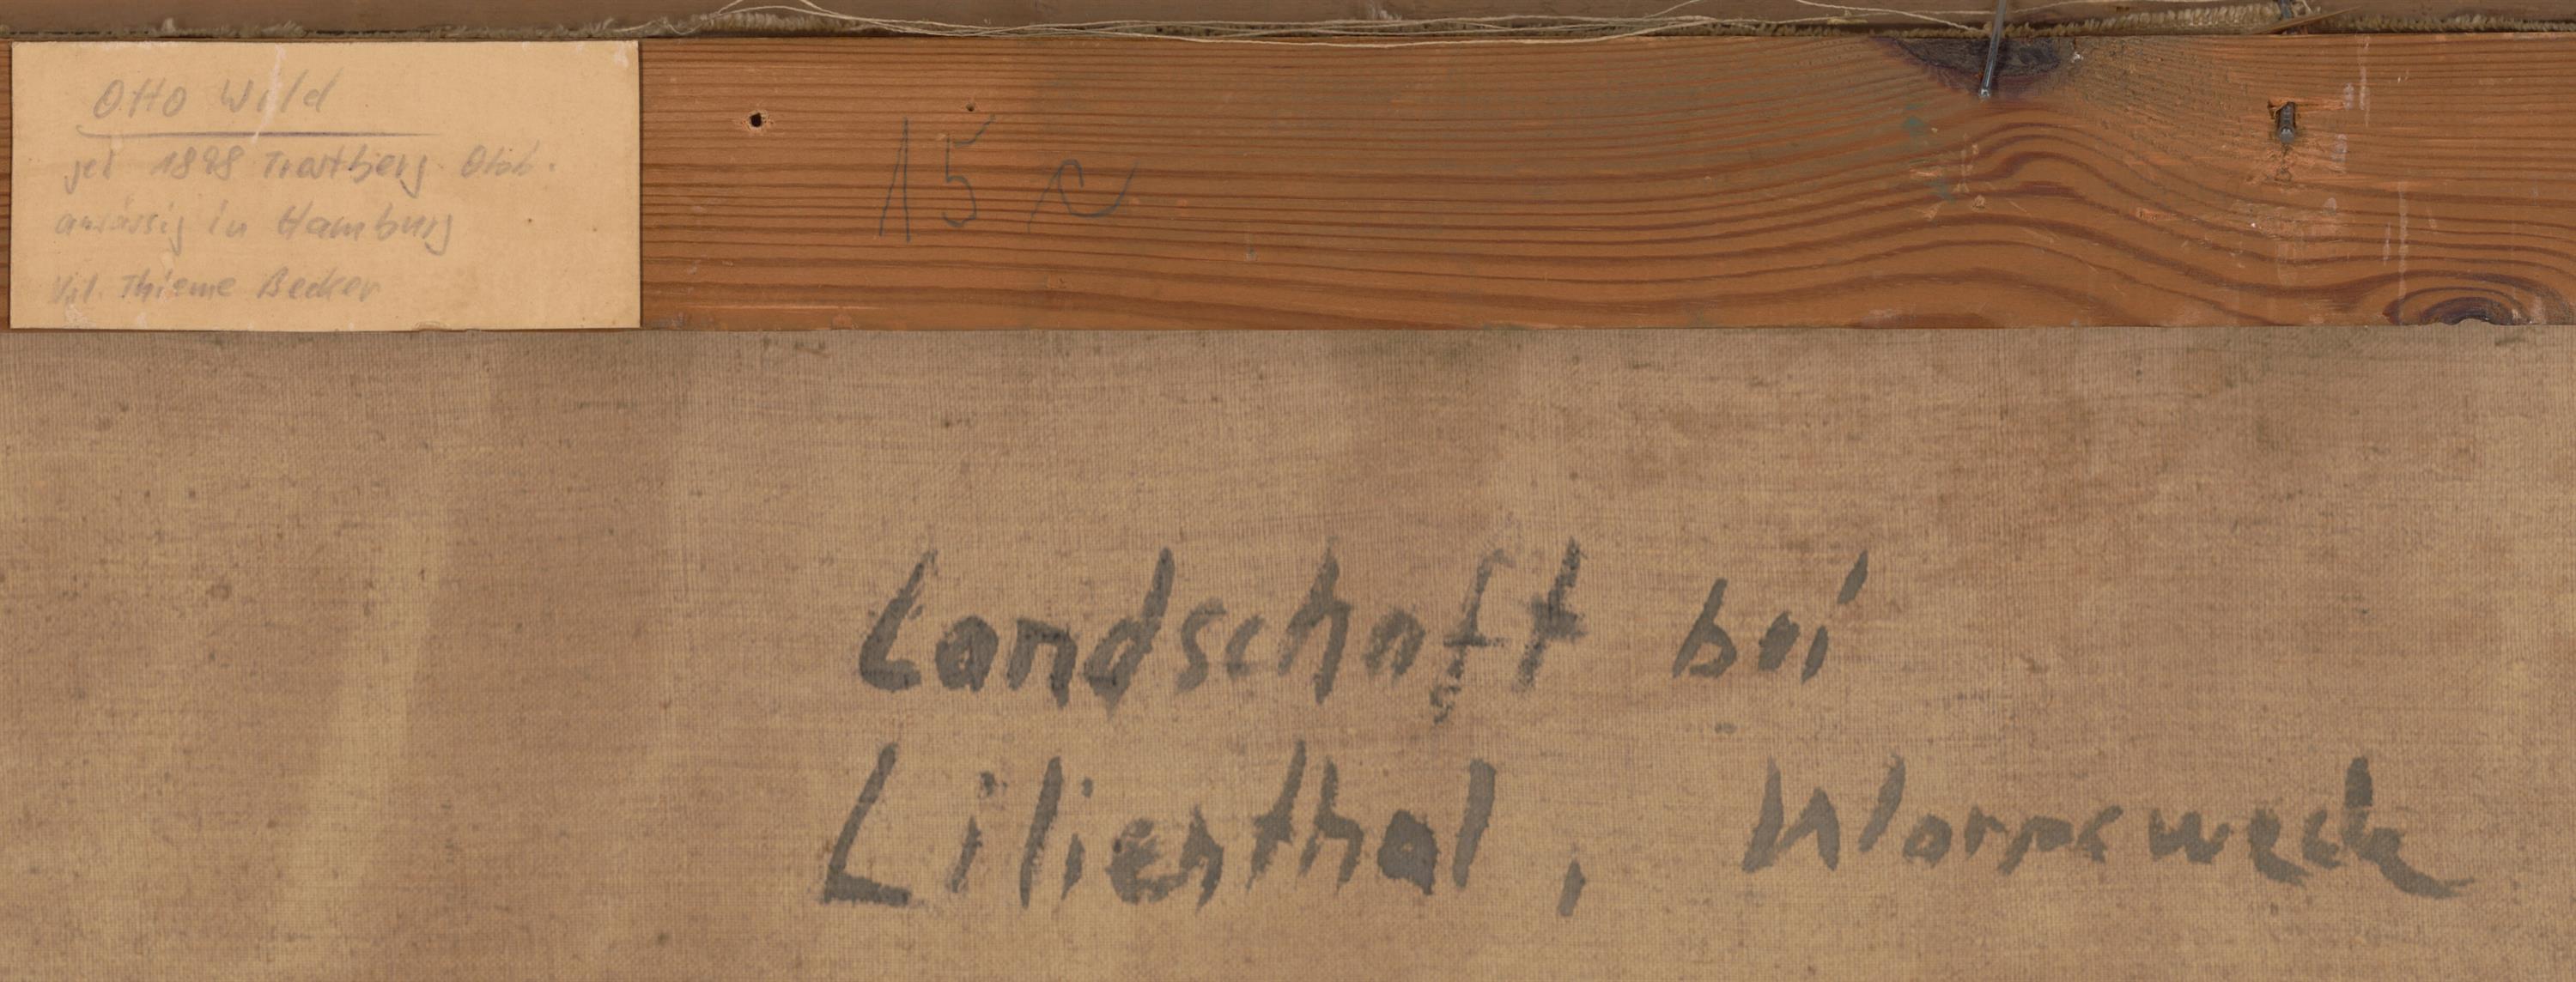 Otto Wild
geb 1898 Trostberg Obb.
ansässig in Hamburg
Vgl. Thieme Becker
15
Landschaft bei
Lilienthal, Worpswede